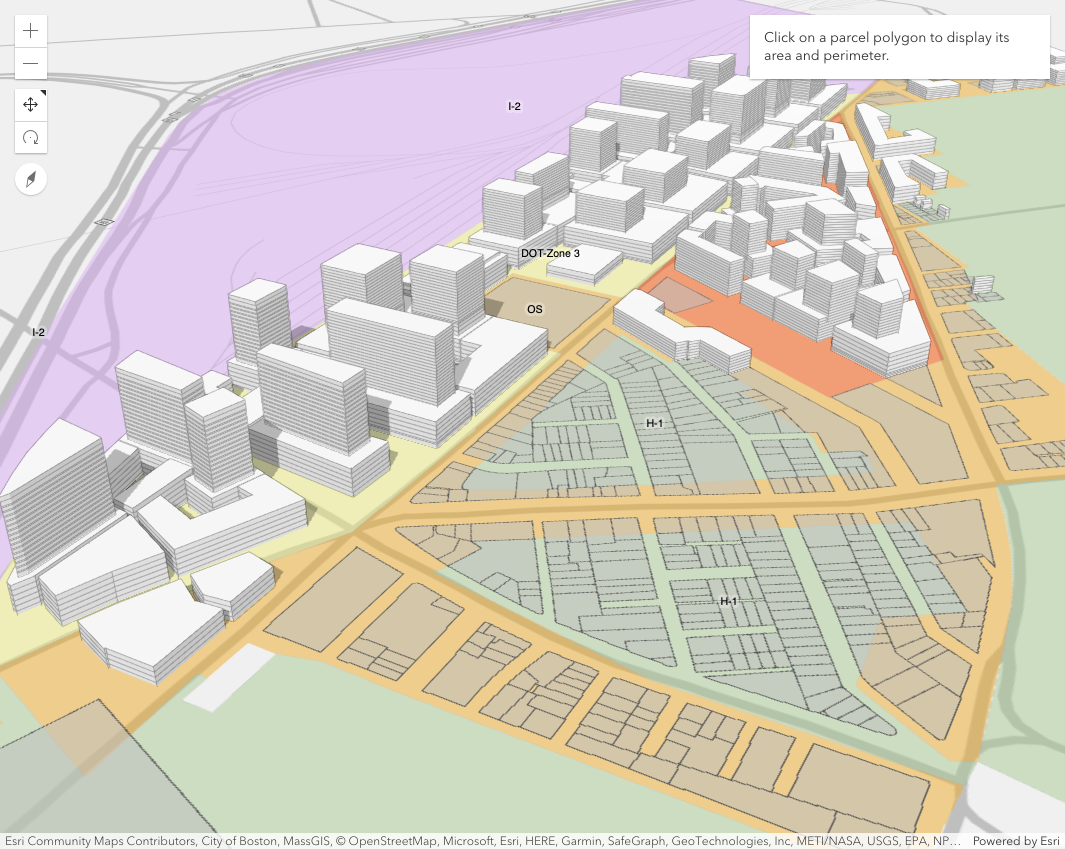 Click on a parcel polygon to display its
area and perimeter.
I-2
DOT-Zone 3
OS
I-2
H-1
H-1
Esri Community Maps Contributors, City of Boston, MassGIS, © OpenStreetMap, Microsoft, Esri, HERE, Garmin, SafeGraph, GeoTechnologies, Inc, METI/NASA, USGS, EPA, NP… Powered by Esri